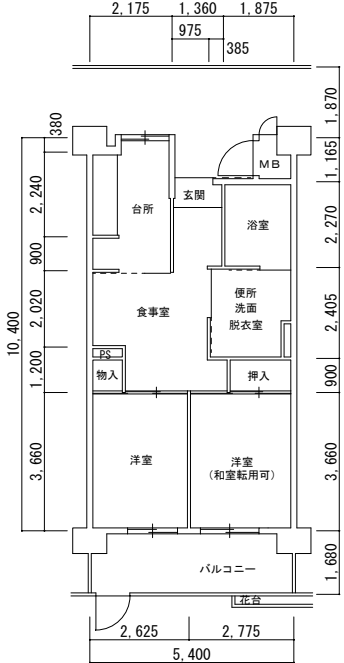 2,175 1,360 1,875
975
385
380
2,240
900
2,020
1,200
3,660
10,400
1,870
1,165
2,270
2,405
900
3,660
1,680
MB
玄関
台所
浴室
便所
洗面
脱衣室
食事室
PS
物入
押入
洋室
洋室
(和室転用可)
バルコニー
花台
2,625 2,775
5,400